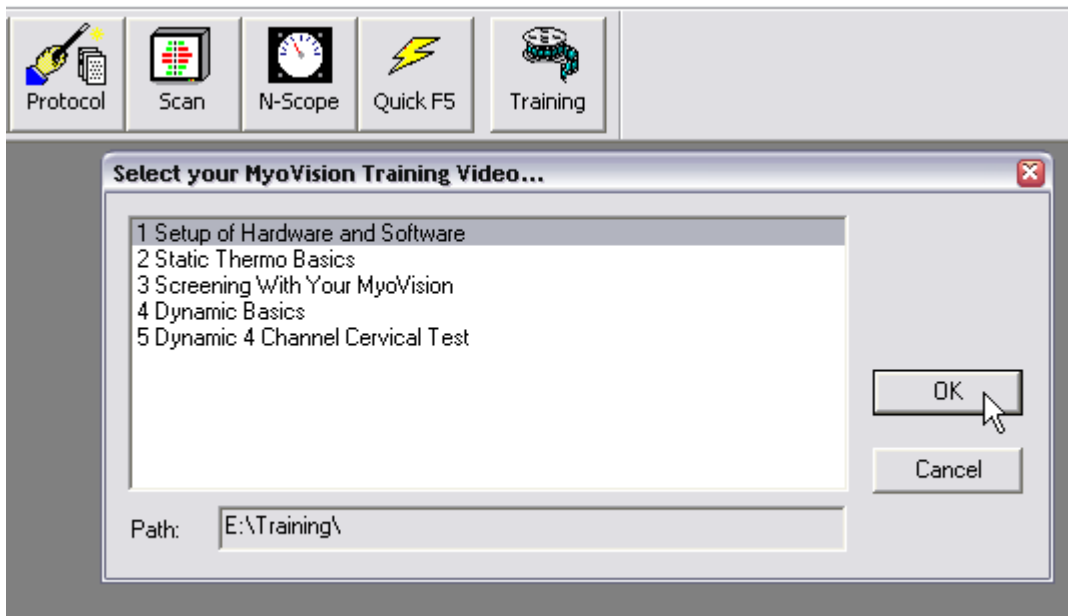 Protocol Scan N-Scope Quick F5 Training
Select your MyoVision Training Video...
1 Setup of Hardware and Software
2 Static Thermo Basics
3 Screening With Your MyoVision
4 Dynamic Basics
5 Dynamic 4 Channel Cervical Test
OK
Cancel
Path: E:\Training\